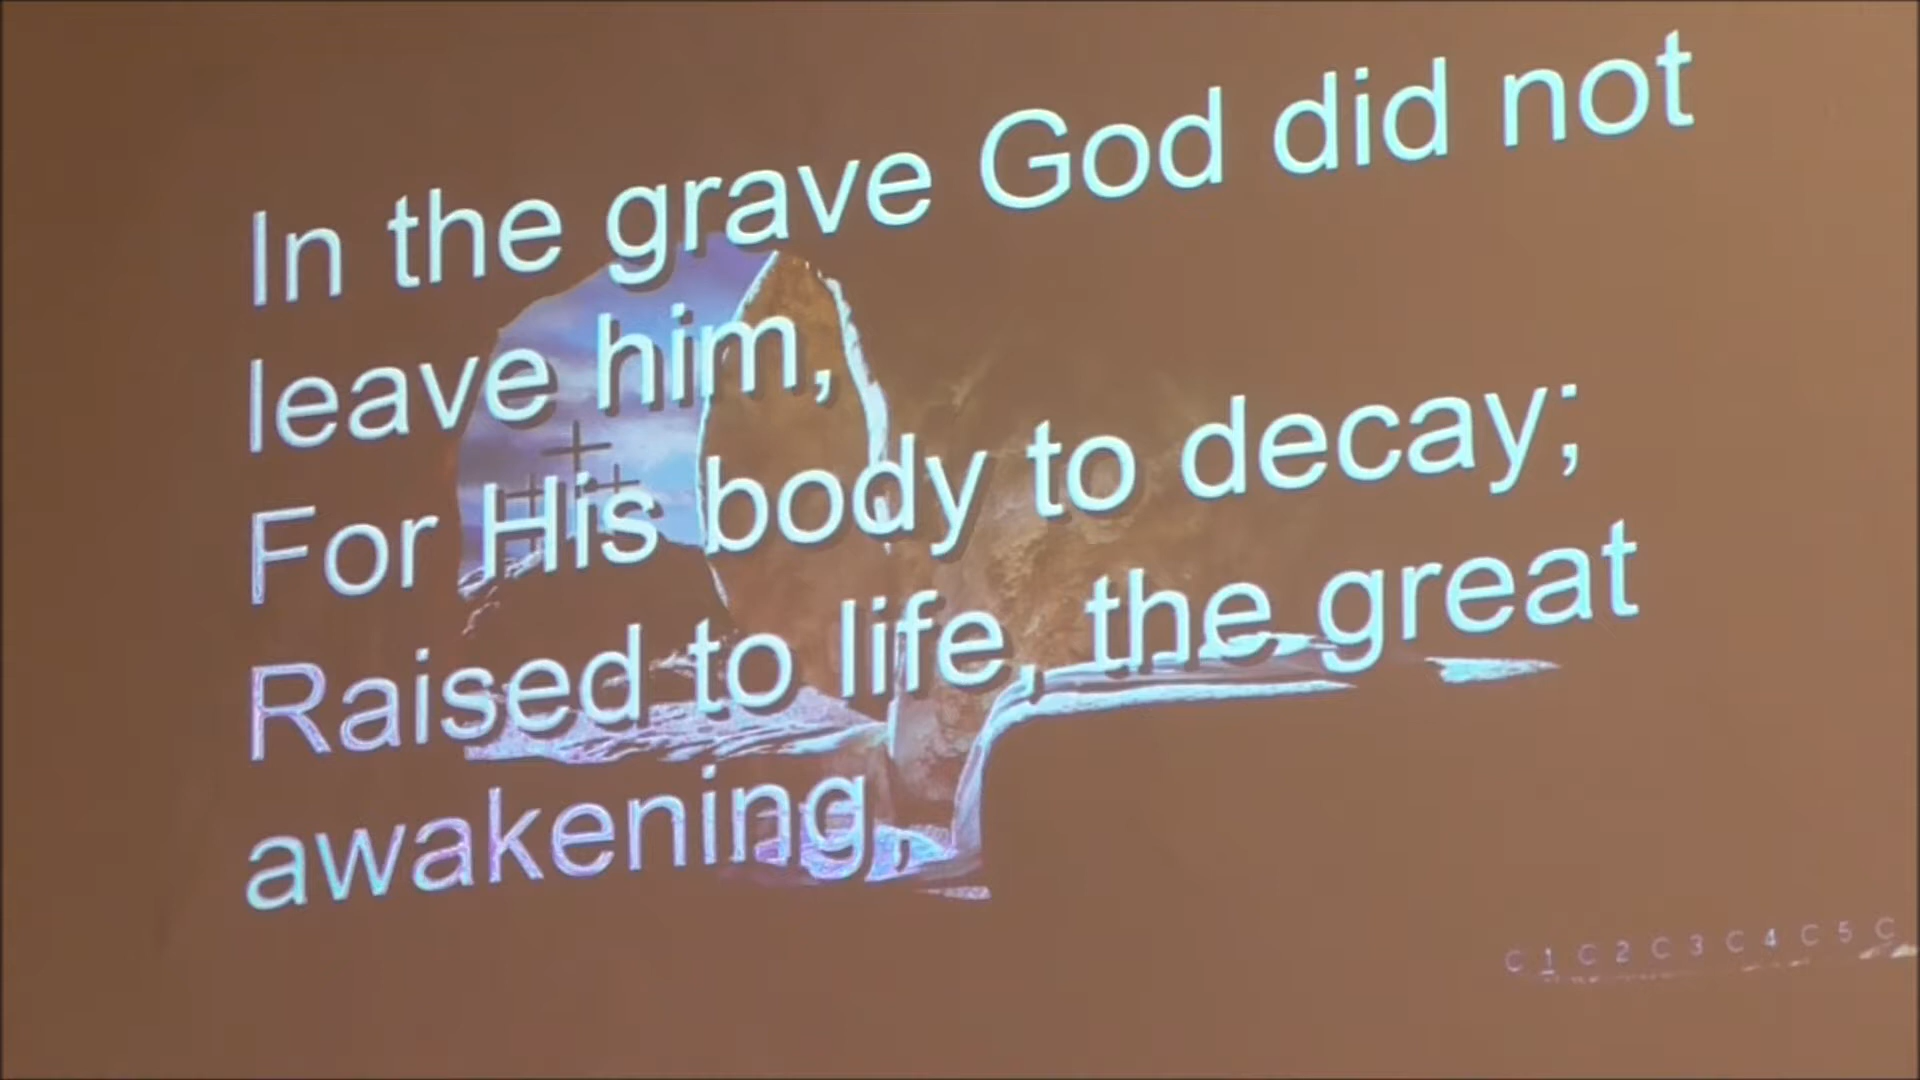 In the grave God did not
leave him,
For His body to decay;
Raised to life, the great
awakening,
C 1 C 2 C 3 C 4 C 5 C